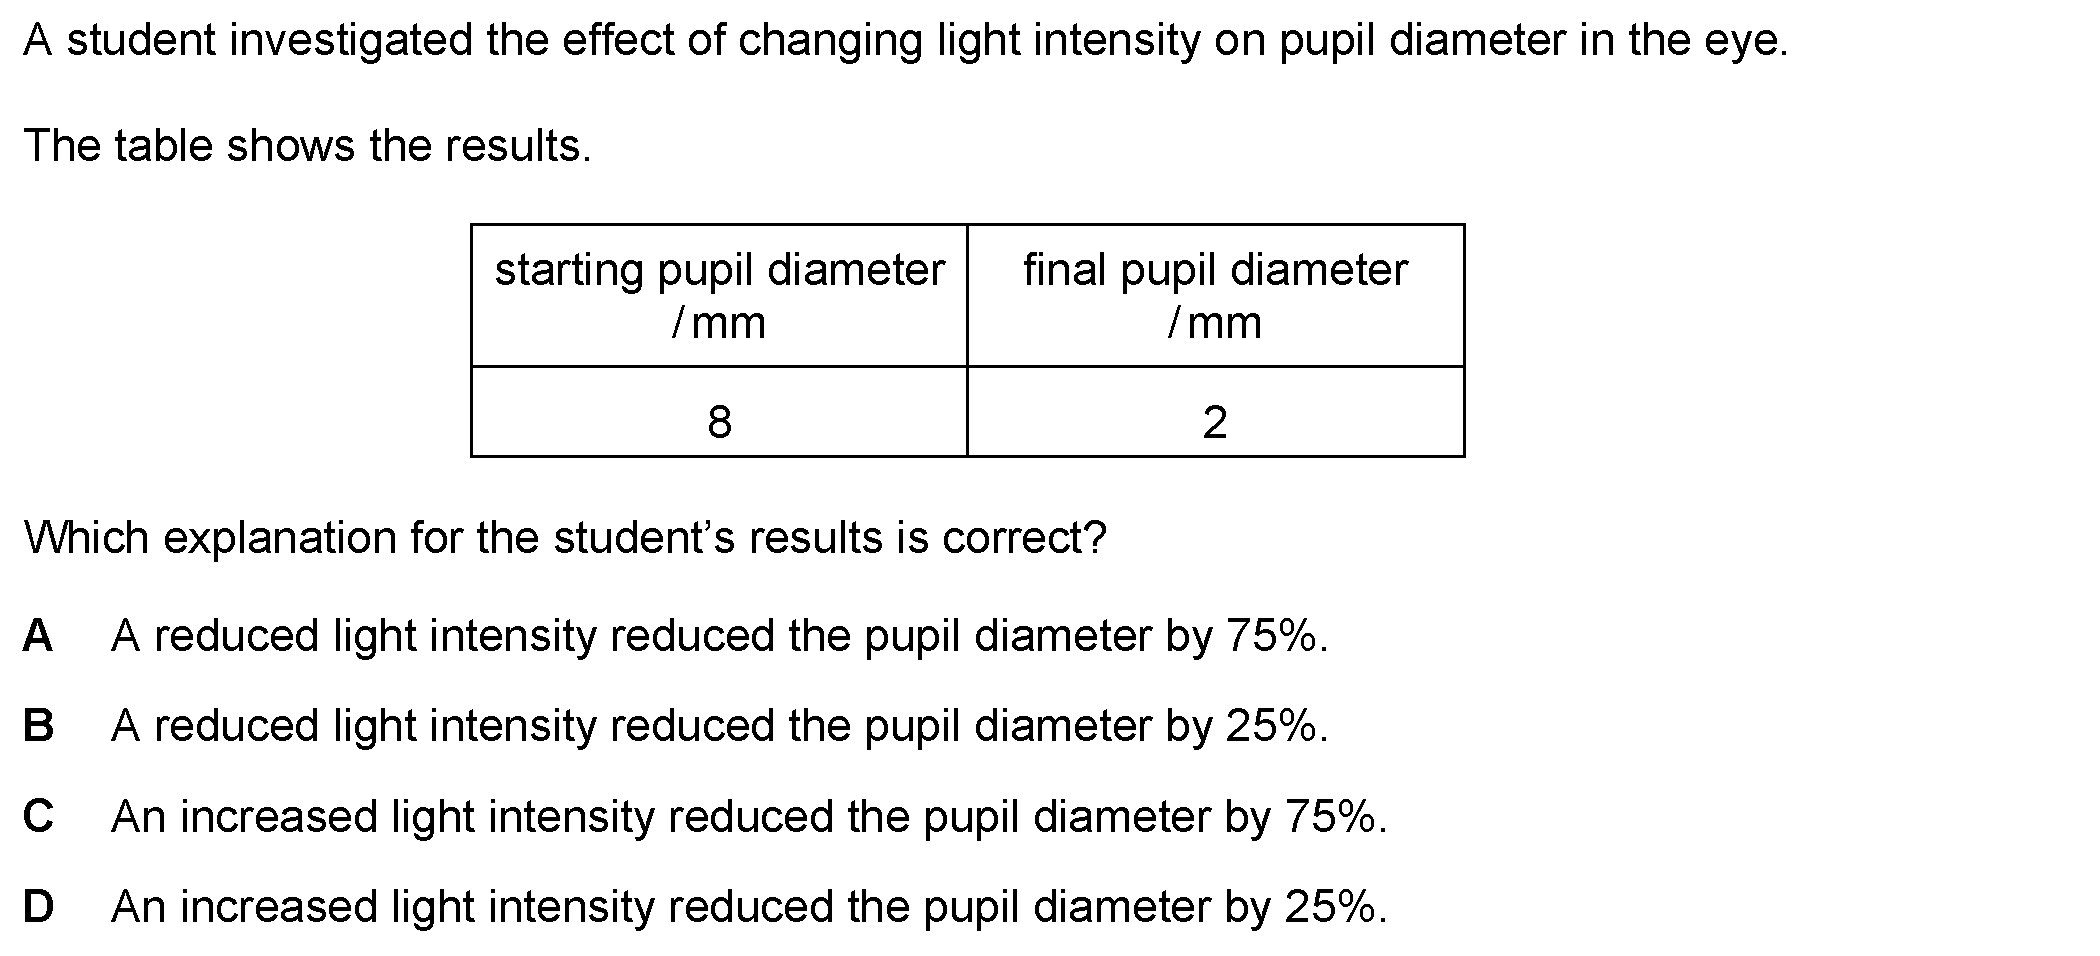 A student investigated the effect of changing light intensity on pupil diameter in the eye.
The table shows the results.
starting pupil diameter
/ mm
final pupil diameter
/ mm
8
2
Which explanation for the student’s results is correct?
A A reduced light intensity reduced the pupil diameter by 75%.
B A reduced light intensity reduced the pupil diameter by 25%.
C An increased light intensity reduced the pupil diameter by 75%.
D An increased light intensity reduced the pupil diameter by 25%.